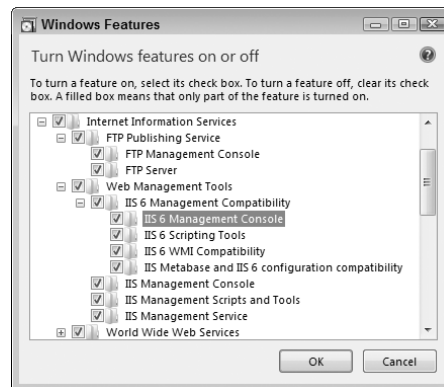 Windows Features
Turn Windows features on or off
To turn a feature on, select its check box. To turn a feature off, clear its check
box. A filled box means that only part of the feature is turned on.
Internet Information Services
FTP Publishing Service
FTP Management Console
FTP Server
Web Management Tools
IIS 6 Management Compatibility
IIS 6 Management Console
IIS 6 Scripting Tools
IIS 6 WMI Compatibility
IIS Metabase and IIS 6 configuration compatibility
IIS Management Console
IIS Management Scripts and Tools
IIS Management Service
World Wide Web Services
OK Cancel